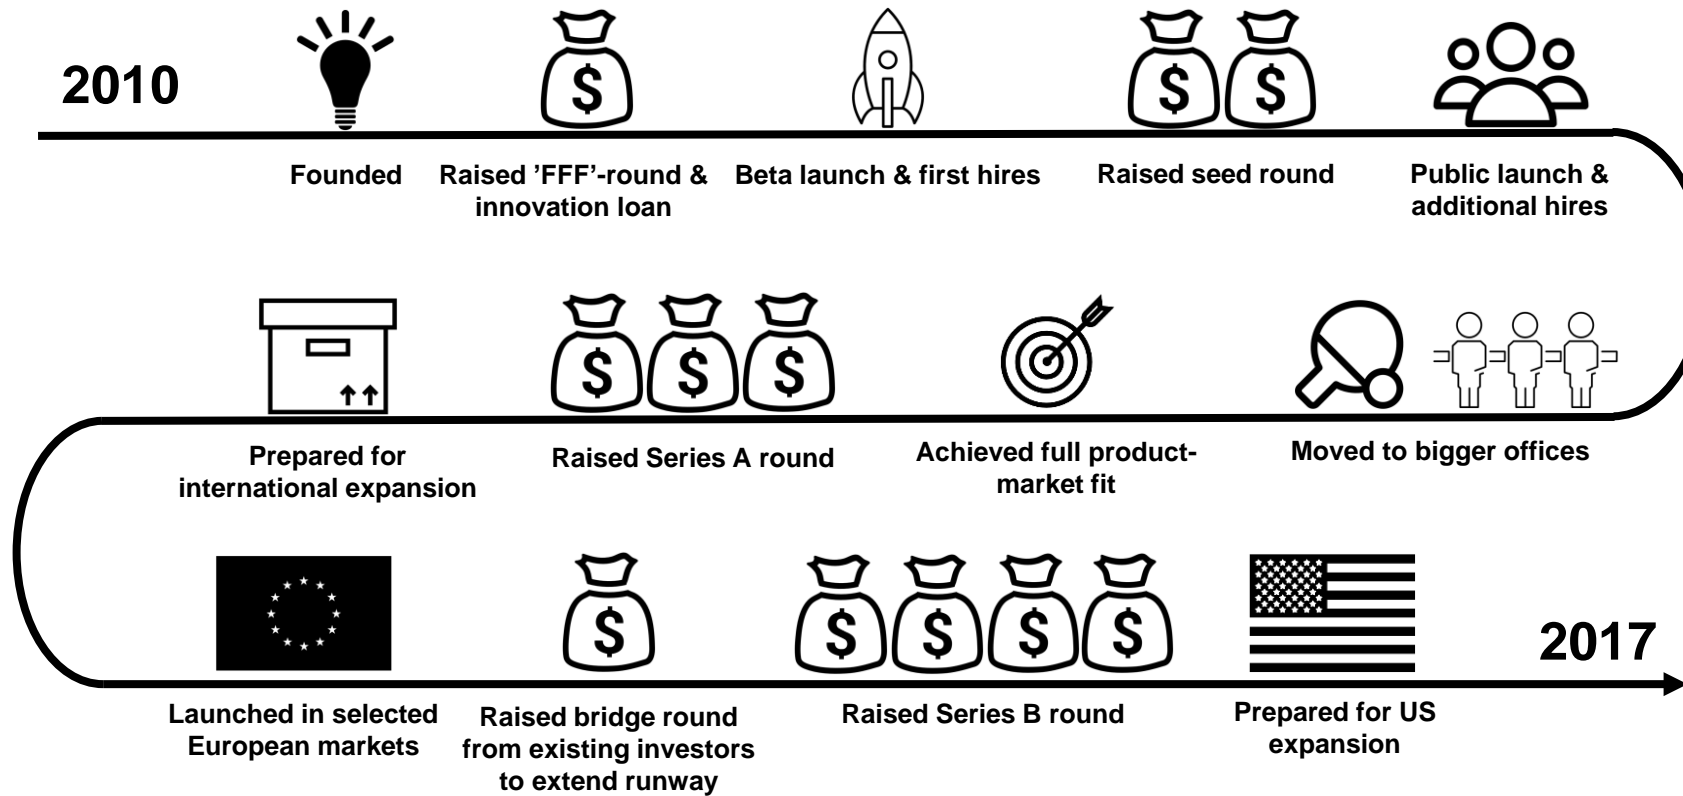 2010
Founded
Raised ’FFF’-round &
innovation loan
Beta launch & first hires
Raised seed round
Public launch &
additional hires
Moved to bigger offices
Achieved full product-
market fit
Raised Series A round
Prepared for
international expansion
Launched in selected
European markets
Raised bridge round
from existing investors
to extend runway
Raised Series B round
Prepared for US
expansion
2017
$
$ $
$ $ $
$
$ $ $ $